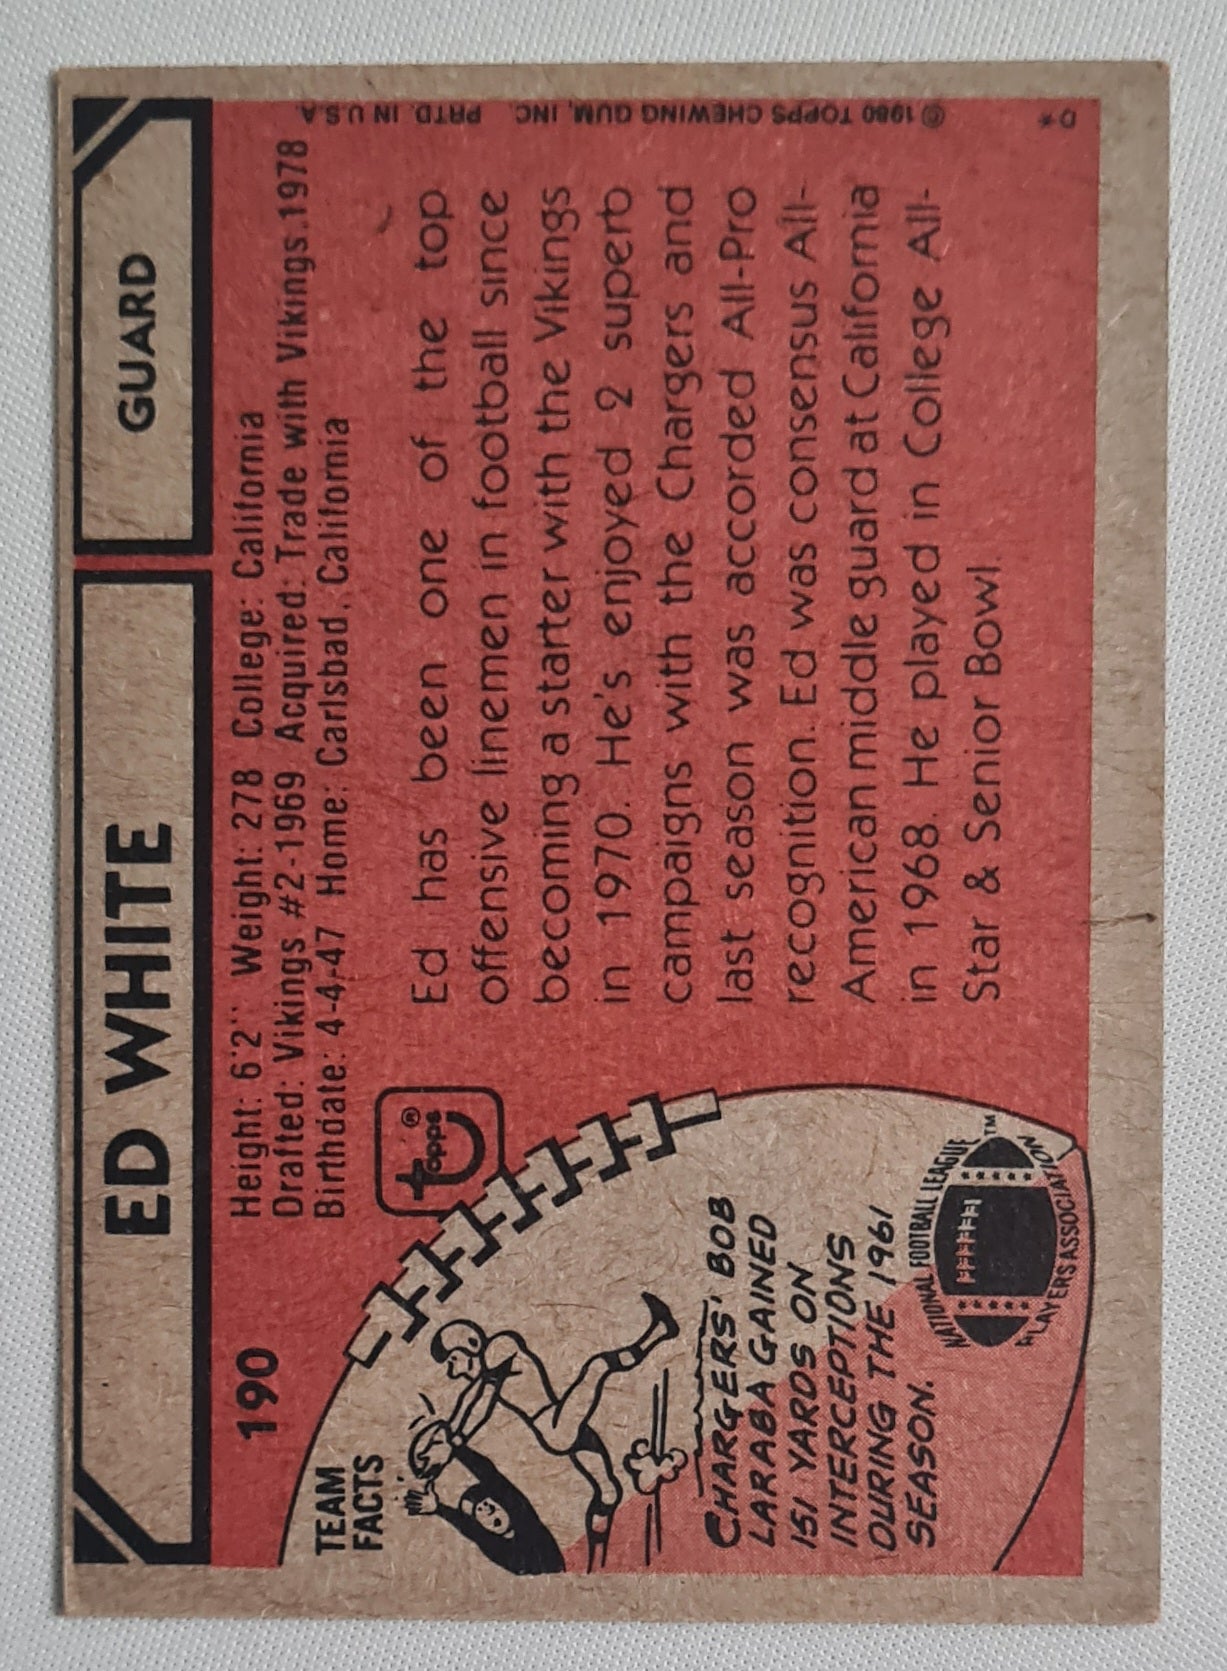 ED WHITE
GUARD
190
Height: 6'2" Weight: 278 College: California
Drafted: Vikings #2-1969 Acquired: Trade with Vikings, 1978
Birthdate: 4-4-47 Home: Carlsbad, California
topps®
Ed has been one of the top
offensive linemen in football since
becoming a starter with the Vikings
in 1970. He's enjoyed 2 superb
campaigns with the Chargers and
last season was accorded All-Pro
recognition. Ed was consensus All-
American middle guard at California
in 1968. He played in College All-
Star & Senior Bowl.
TEAM
FACTS
CHARGERS' BOB
LARABA GAINED
151 YARDS ON
INTERCEPTIONS
DURING THE 1961
SEASON.
NATIONAL FOOTBALL LEAGUE
PLAYERS ASSOCIATION
TM
D*
© 1980 TOPPS CHEWING GUM, INC. PRTD. IN U.S.A.